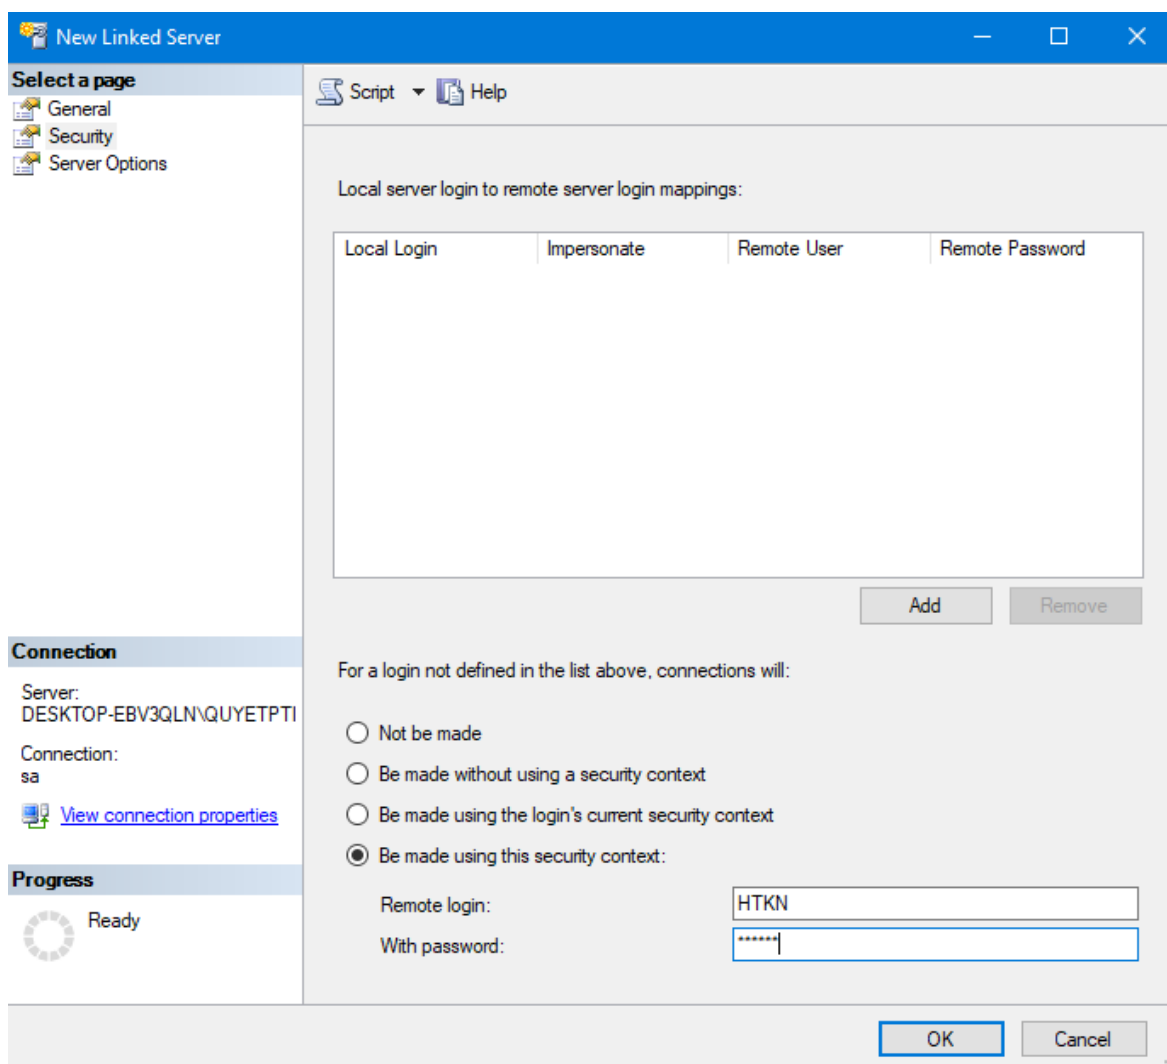 New Linked Server
Select a page
General
Security
Server Options
Script Help
Local server login to remote server login mappings:
Local Login Impersonate Remote User Remote Password
Add Remove
Connection
Server:
DESKTOP-EBV3QLN\QUYETPTI
Connection:
sa
View connection properties
Progress
Ready
For a login not defined in the list above, connections will:
Not be made
Be made without using a security context
Be made using the login's current security context
Be made using this security context:
Remote login: HTKN
With password: ******
OK Cancel